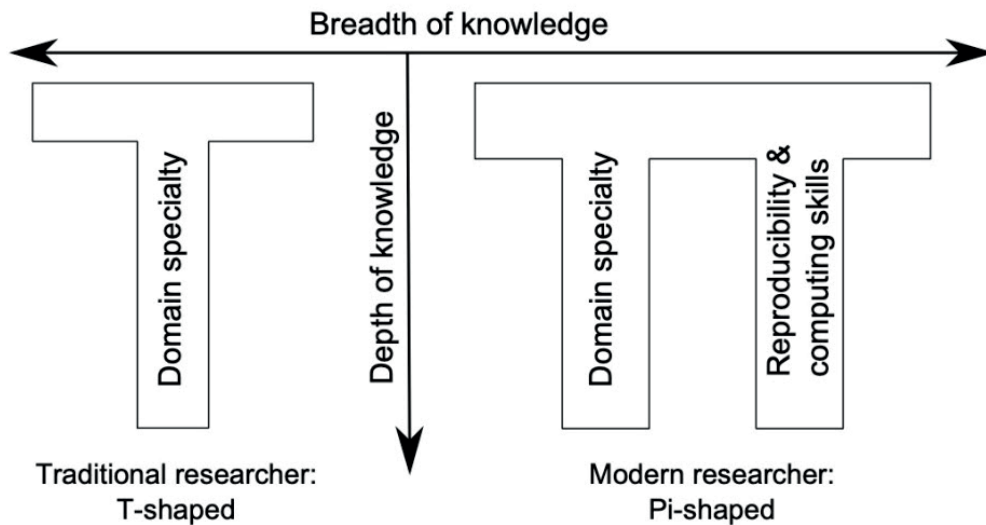 Breadth of knowledge
Domain specialty
Depth of knowledge
Domain specialty
Reproducibility &
computing skills
Traditional researcher:
T-shaped
Modern researcher:
Pi-shaped